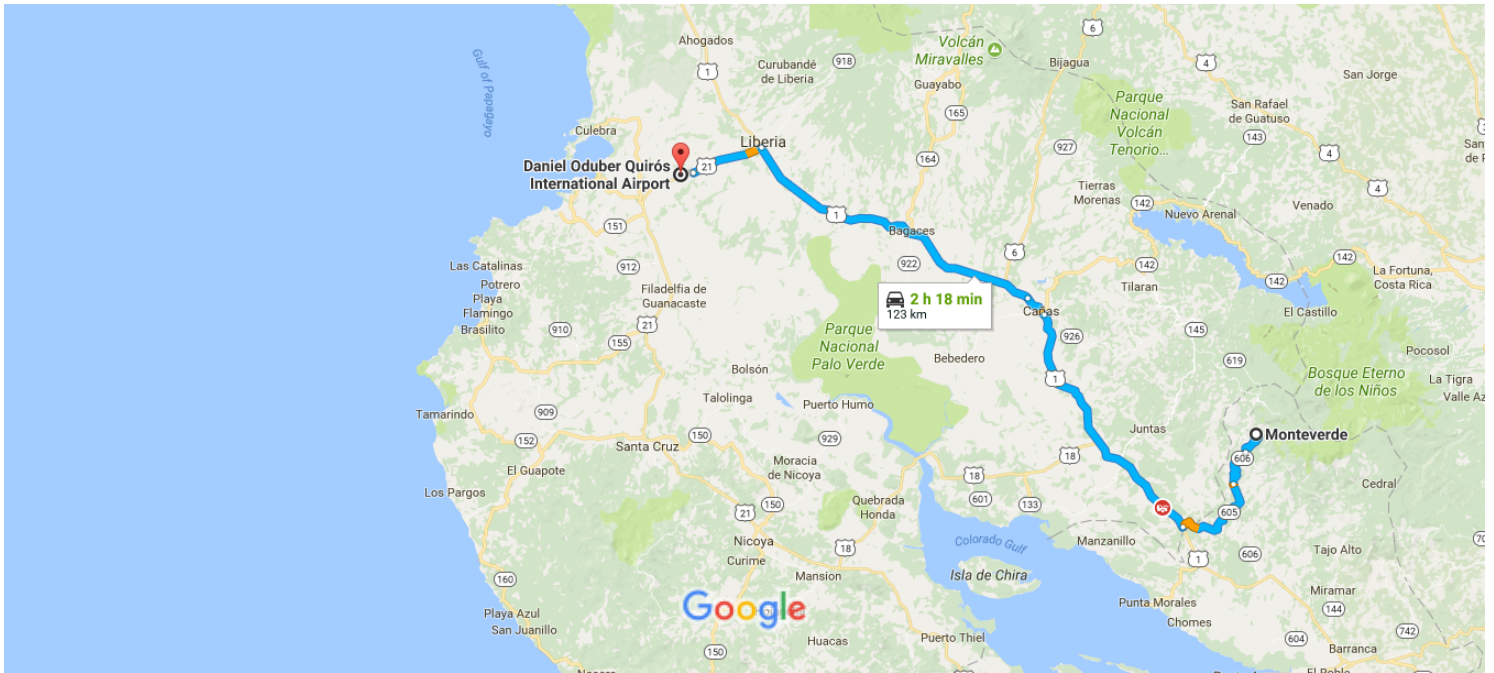 Ahogados
1
Curubandé
de Liberia
918
Volcán
Miravalles
Guayabo
165
6
Bijagua
4
San Jorge
Parque
Nacional
Volcán
Tenorio...
San Rafael
de Guatuso
143
4
Gulf of Papagayo
Culebra
Liberia
Daniel Oduber Quirós
International Airport
21
164
927
Tierras
Morenas
142
Nuevo Arenal
Venado
4
151
1
Bagaces
922
6
142
142
142
La Fortuna,
Costa Rica
Las Catalinas
Potrero
Playa
Flamingo
Brasilito
912
Filadelfia de
Guanacaste
21
Tilaran
El Castillo
2 h 18 min
123 km
Cañas
926
145
910
155
Parque
Nacional
Palo Verde
Bebedero
619
Pocosol
Bosque Eterno
de los Niños
La Tigra
Bolsón
1
Talolinga
Puerto Humo
Tamarindo
909
152
Santa Cruz
150
929
Juntas
Monteverde
El Guapote
Moracia
de Nicoya
18
606
Los Pargos
150
18
601
133
Cedral
Quebrada
Honda
21
605
Nicoya
18
Colorado Gulf
Manzanillo
1
606
Tajo Alto
Curime
Mansion
Isla de Chira
160
Miramar
Punta Morales
144
Google
Playa Azul
San Juanillo
Chomes
742
Huacas
Puerto Thiel
604
Barranca
150